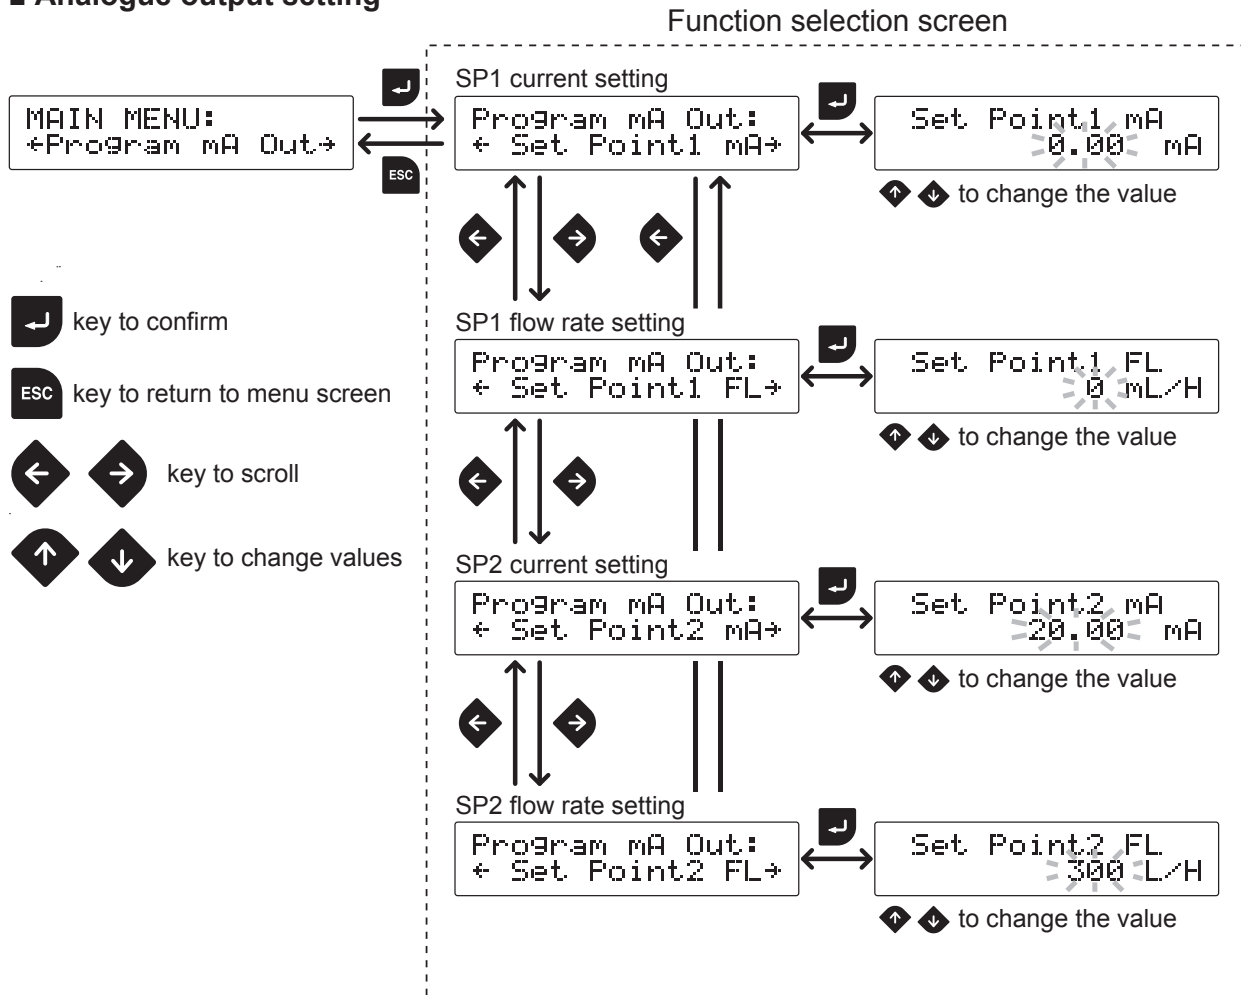 ■ Analogue output setting
Function selection screen
MAIN MENU:
←Program mA Out→
ESC
SP1 current setting
Program mA Out:
← Set Point1 mA→
Set Point1 mA
0.00 mA
↑ ↓ to change the value
↵ key to confirm
ESC key to return to menu screen
← → key to scroll
↑ ↓ key to change values
SP1 flow rate setting
Program mA Out:
← Set Point1 FL→
Set Point1 FL
0 mL/H
↑ ↓ to change the value
SP2 current setting
Program mA Out:
← Set Point2 mA→
Set Point2 mA
20.00 mA
↑ ↓ to change the value
SP2 flow rate setting
Program mA Out:
← Set Point2 FL→
Set Point2 FL
300 L/H
↑ ↓ to change the value